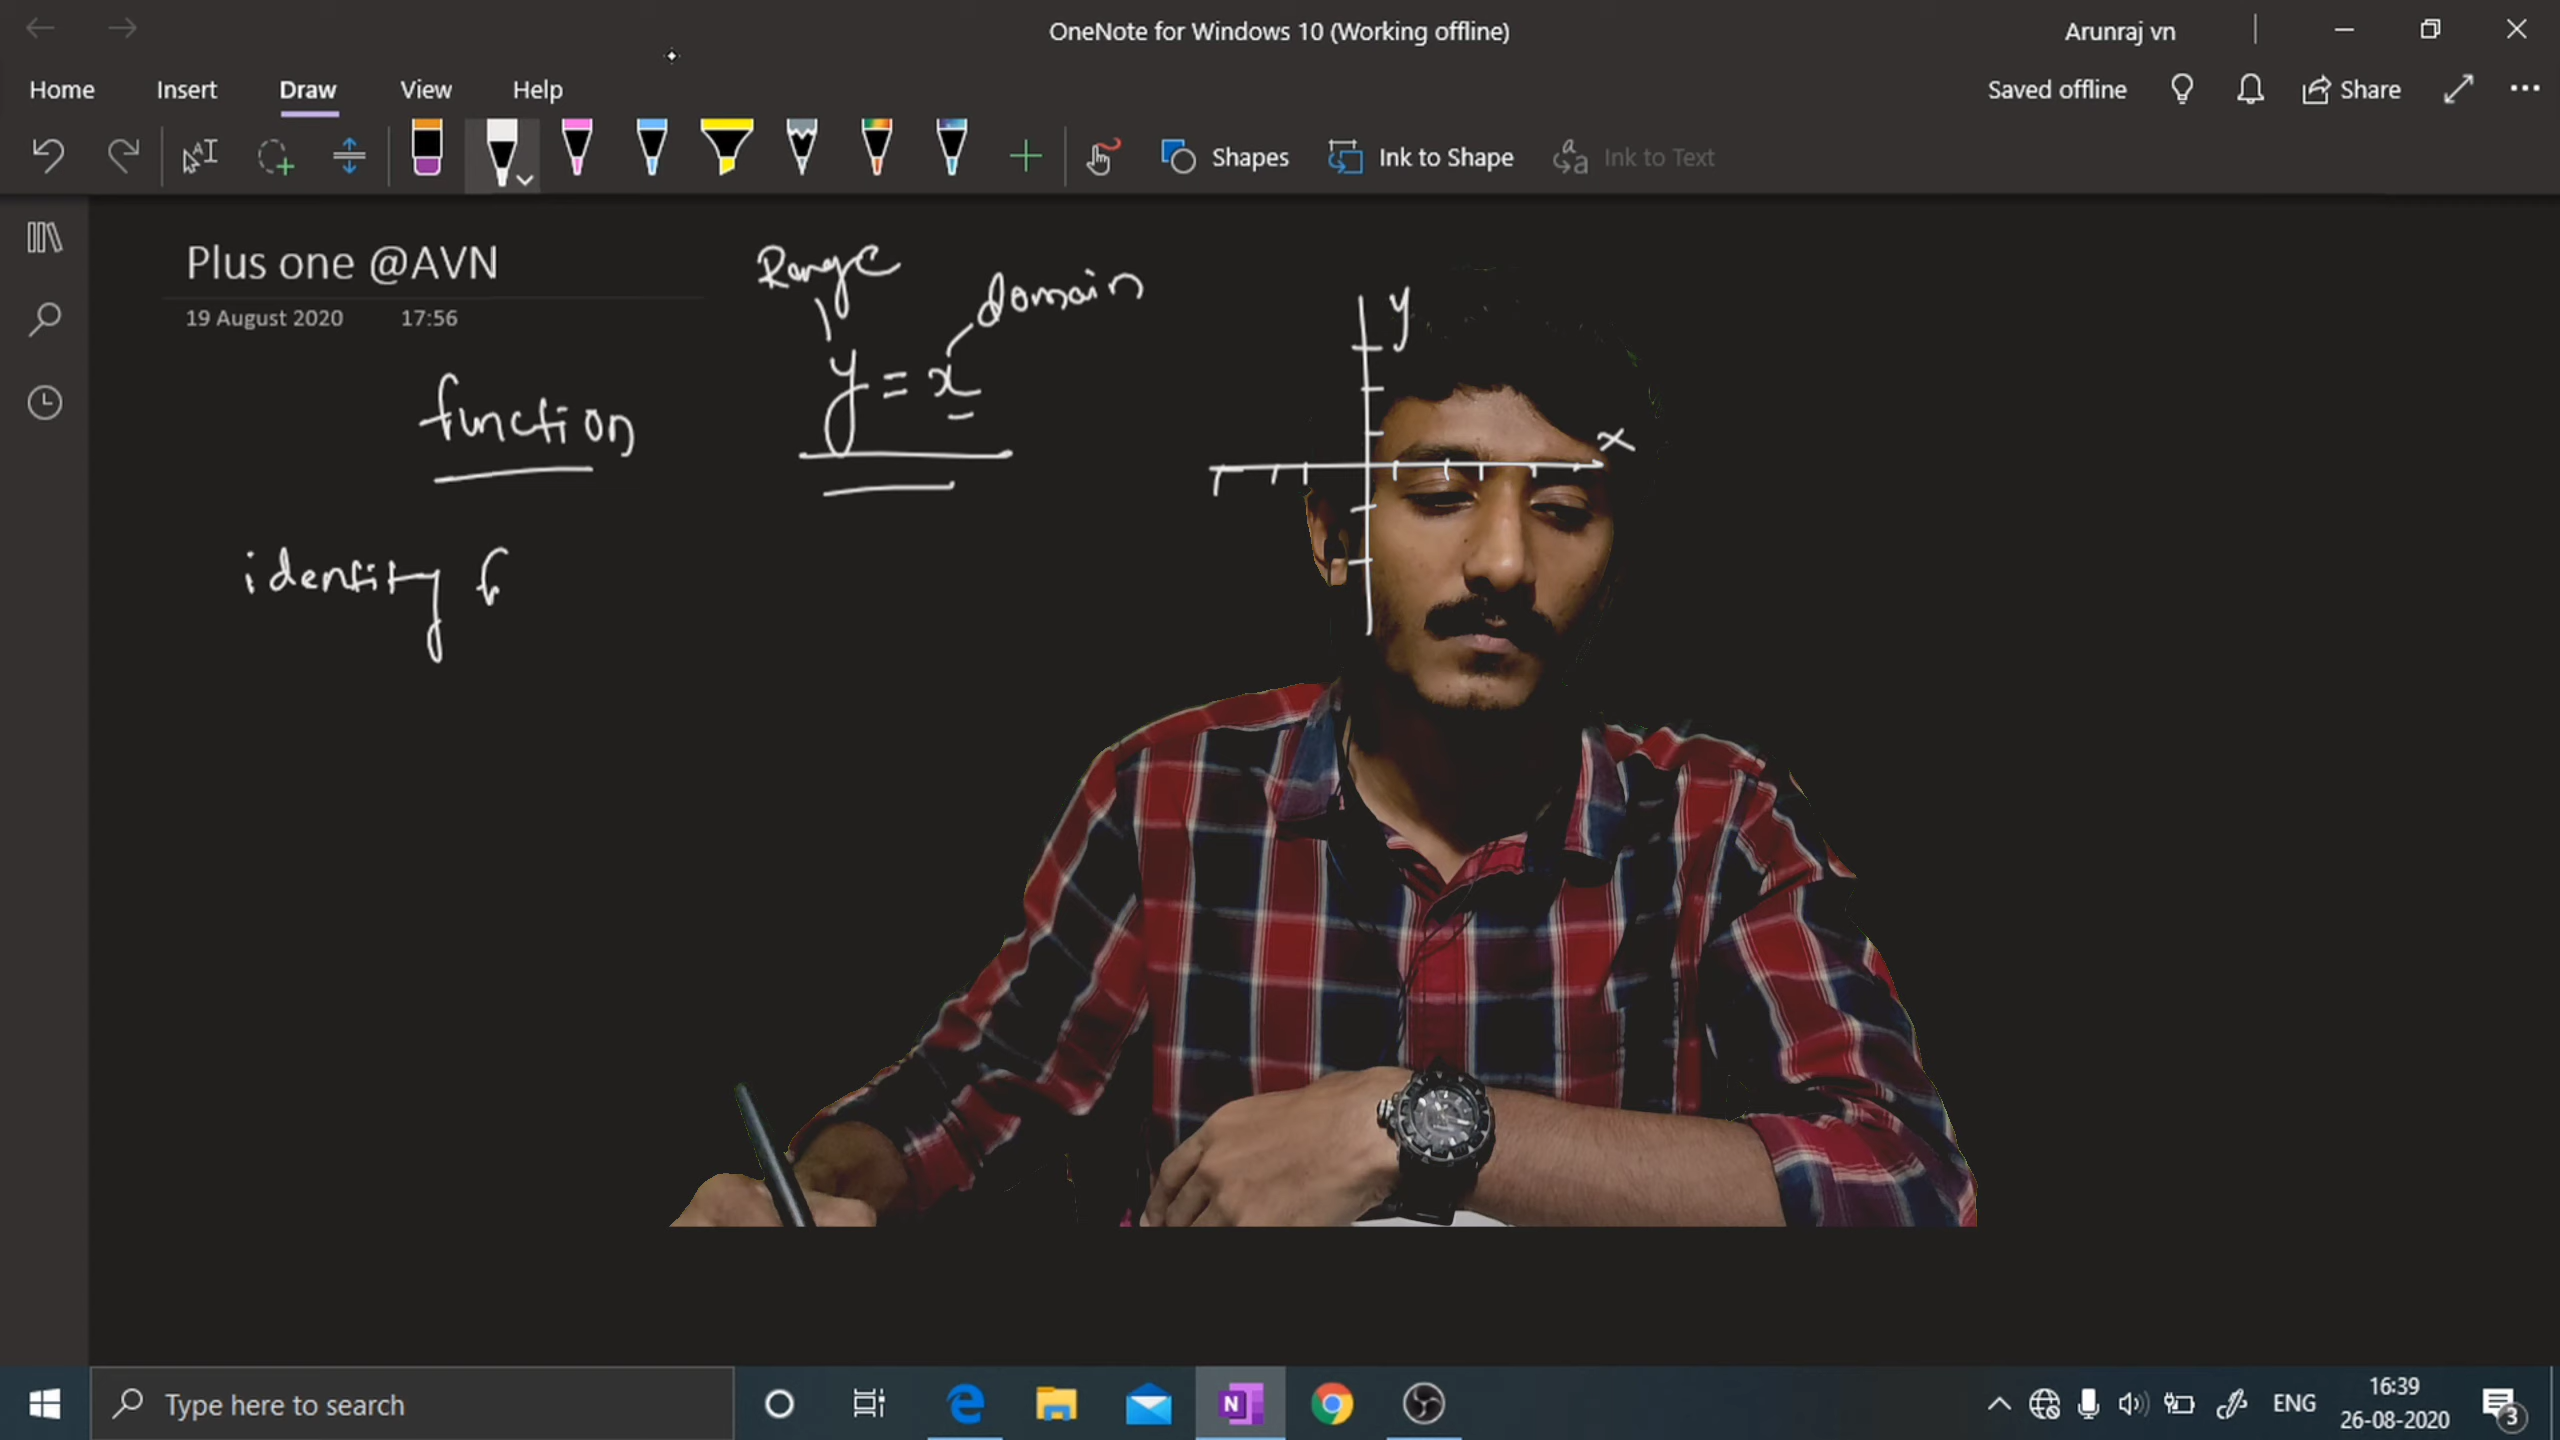 OneNote for Windows 10 (Working offline)
Arunraj vn
Home Insert Draw View Help
Saved offline Share
Shapes Ink to Shape Ink to Text
Plus one @AVN
19 August 2020 17:56
Range
domain
y = x
function
identity f
y
x
Type here to search
ENG
16:39
26-08-2020
3